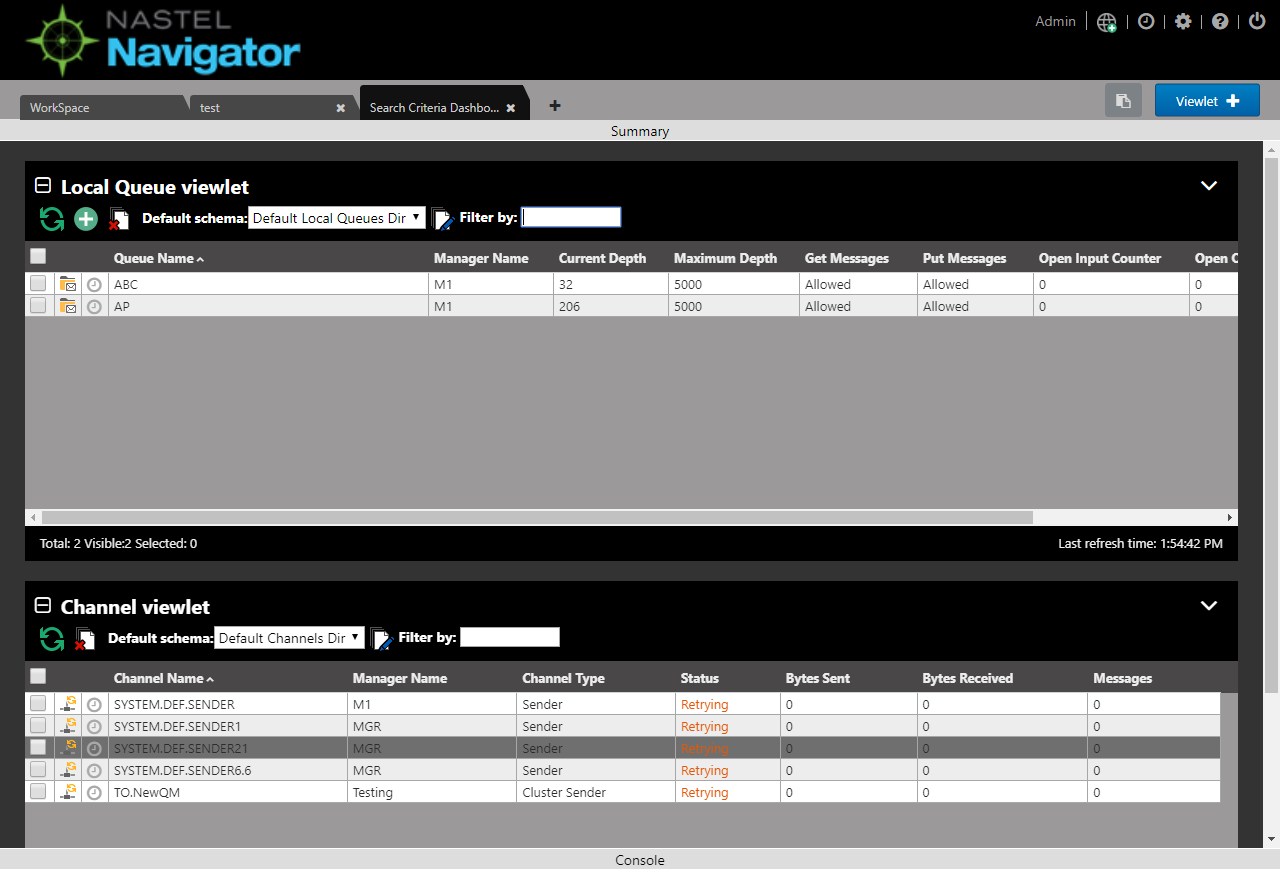 NASTEL
Navigator
Admin
WorkSpace
test
Search Criteria Dashbo...
Viewlet
Summary
Local Queue viewlet
Default schema: Default Local Queues Dir Filter by:
Queue Name Manager Name Current Depth Maximum Depth Get Messages Put Messages Open Input Counter Open
ABC M1 32 5000 Allowed Allowed 0 0
AP M1 206 5000 Allowed Allowed 0 0
Total: 2 Visible:2 Selected: 0 Last refresh time: 1:54:42 PM
Channel viewlet
Default schema: Default Channels Dir Filter by:
Channel Name Manager Name Channel Type Status Bytes Sent Bytes Received Messages
SYSTEM.DEF.SENDER M1 Sender Retrying 0 0 0
SYSTEM.DEF.SENDER1 MGR Sender Retrying 0 0 0
SYSTEM.DEF.SENDER21 MGR Sender Retrying 0 0 0
SYSTEM.DEF.SENDER6.6 MGR Sender Retrying 0 0 0
TO.NewQM Testing Cluster Sender Retrying 0 0 0
Console